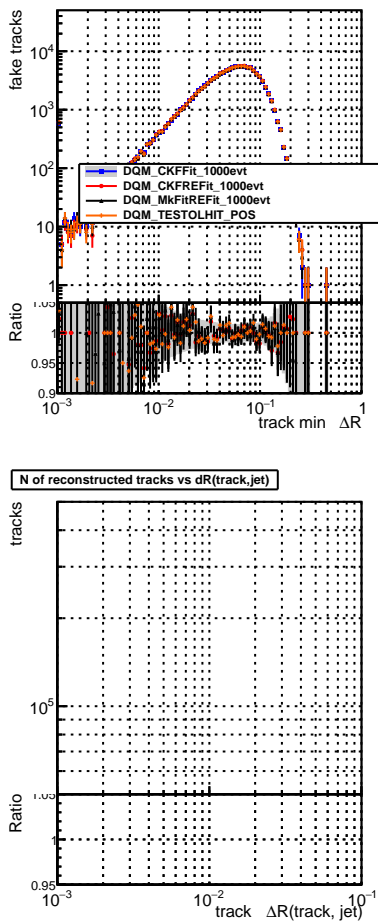 fake tracks
10^4
10^3
10^2
DQM_CKFFit_1000evt
DQM_CKFREFit_1000evt
DQM_MkFitREFit_1000evt
DQM_TESTOLHIT_POS
10
1
Ratio
1.05
1
0.95
0.9
10^-3 10^-2 10^-1 1
track min ΔR
N of reconstructed tracks vs dR(track,jet)
tracks
10^5
Ratio
1.05
1
0.95
10^-3 10^-2 10^-1
track ΔR(track, jet)